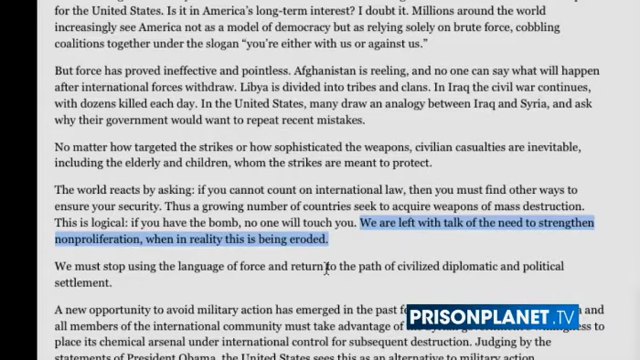 for the United States. Is it in America's long-term interest? I doubt it. Millions around the world
increasingly see America not as a model of democracy but as relying solely on brute force, cobbling
coalitions together under the slogan "you're either with us or against us."
But force has proved ineffective and pointless. Afghanistan is reeling, and no one can say what will happen
after international forces withdraw. Libya is divided into tribes and clans. In Iraq the civil war continues,
with dozens killed each day. In the United States, many draw an analogy between Iraq and Syria, and ask
why their government would want to repeat recent mistakes.
No matter how targeted the strikes or how sophisticated the weapons, civilian casualties are inevitable,
including the elderly and children, whom the strikes are meant to protect.
The world reacts by asking: if you cannot count on international law, then you must find other ways to
ensure your security. Thus a growing number of countries seek to acquire weapons of mass destruction.
This is logical: if you have the bomb, no one will touch you. We are left with talk of the need to strengthen
nonproliferation, when in reality this is being eroded.
We must stop using the language of force and return to the path of civilized diplomatic and political
settlement.
A new opportunity to avoid military action has emerged in the past
PRISONPLANET.TV
all members of the international community must take advantage of
place its chemical arsenal under international control for subsequent destruction. Judging by the
statements of President Obama, the United States sees this as an alternative to military action.